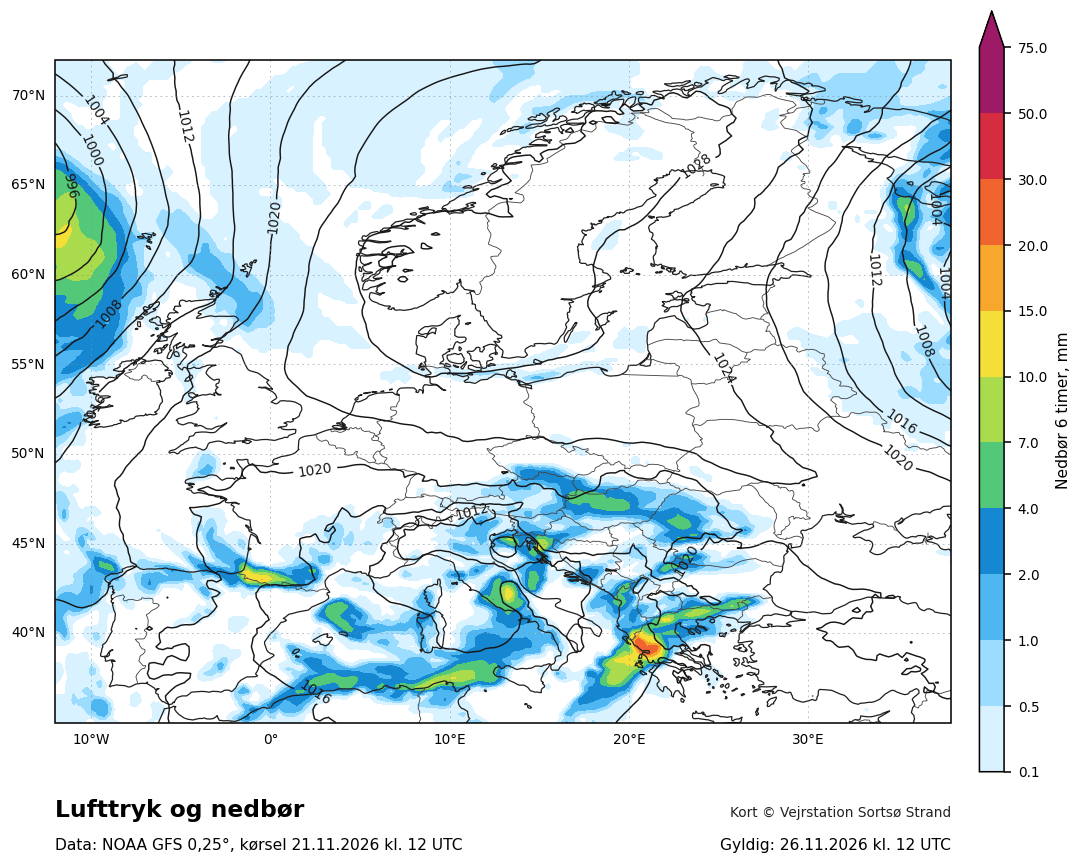 75.0
50.0
30.0
20.0
15.0
10.0
7.0
4.0
2.0
1.0
0.5
0.1
Nedbør 6 timer, mm
70°N
65°N
60°N
55°N
50°N
45°N
40°N
10°W
0°
10°E
20°E
30°E
1004
1000
996
1012
1020
1008
1028
1004
1012
1004
1008
1024
1016
1020
1020
1012
1020
1016
Lufttryk og nedbør
Kort © Vejrstation Sortsø Strand
Data: NOAA GFS 0,25°, kørsel 21.11.2026 kl. 12 UTC
Gyldig: 26.11.2026 kl. 12 UTC